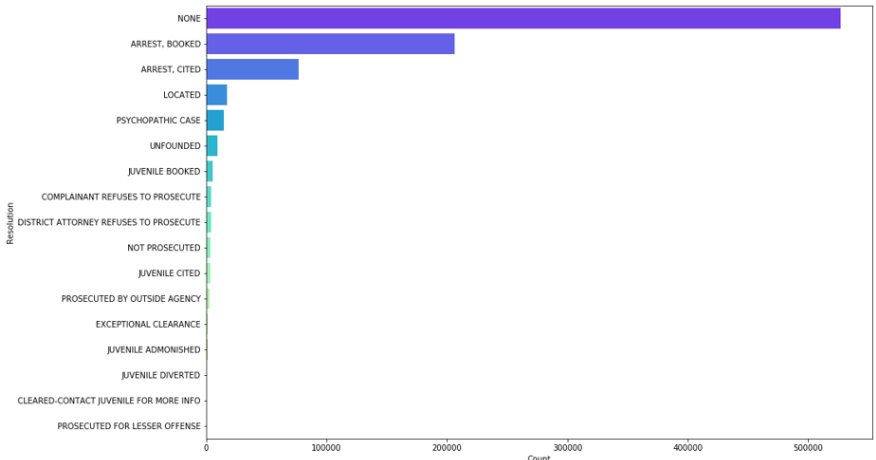 NONE
ARREST, BOOKED
ARREST, CITED
LOCATED
PSYCHOPATHIC CASE
UNFOUNDED
JUVENILE BOOKED
COMPLAINANT REFUSES TO PROSECUTE
DISTRICT ATTORNEY REFUSES TO PROSECUTE
NOT PROSECUTED
JUVENILE CITED
PROSECUTED BY OUTSIDE AGENCY
EXCEPTIONAL CLEARANCE
JUVENILE ADMONISHED
JUVENILE DIVERTED
CLEARED-CONTACT JUVENILE FOR MORE INFO
PROSECUTED FOR LESSER OFFENSE
Resolution
0 100000 200000 300000 400000 500000
Count